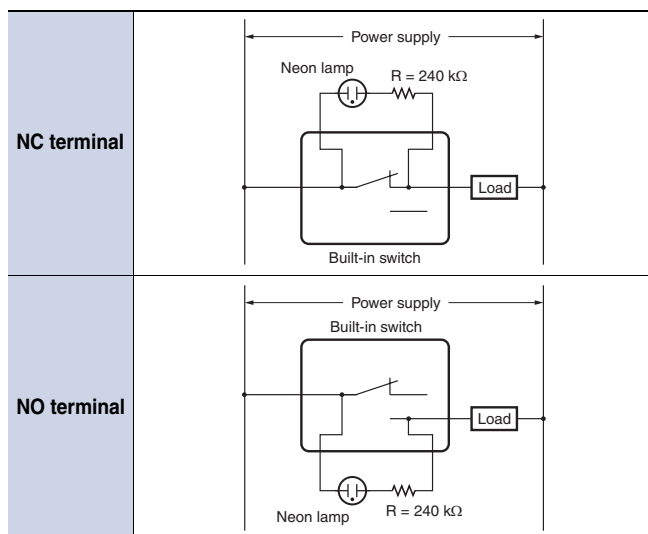 NC terminal
Power supply
Neon lamp
R = 240 kΩ
Load
Built-in switch
NO terminal
Power supply
Built-in switch
Load
Neon lamp
R = 240 kΩ